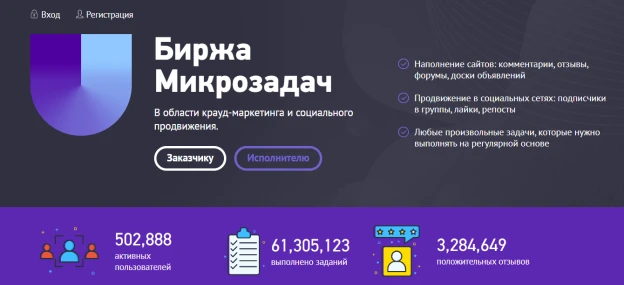 Вход Регистрация
Биржа
Микрозадач
В области крауд-маркетинга и социального
продвижения.
Заказчику Исполнителю
Наполнение сайтов: комментарии, отзывы,
форумы, доски объявлений
Продвижение в социальных сетях: подписчики
в группы, лайки, репосты
Любые произвольные задачи, которые нужно
выполнять на регулярной основе
502,888
активных
пользователей
61,305,123
выполнено заданий
3,284,649
положительных отзывов